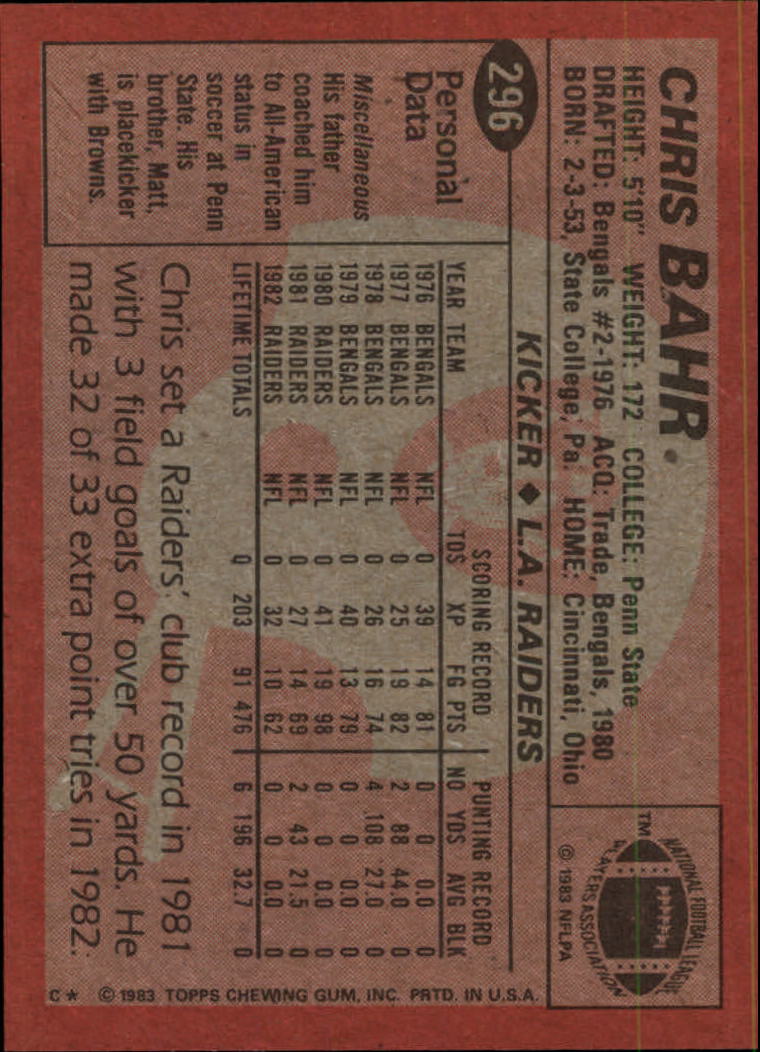 CHRIS BAHR
HEIGHT: 5'10" WEIGHT: 172 COLLEGE: Penn State
DRAFTED: Bengals #2-1976 ACQ: Trade, Bengals, 1980
BORN: 2-3-53, State College, Pa. HOME: Cincinnati, Ohio
TM
NATIONAL FOOTBALL LEAGUE
PLAYERS ASSOCIATION
© 1983 NFLPA
296
KICKER ◆ L.A. RAIDERS
Personal
Data
Miscellaneous
His father
coached him
to All-American
status in
soccer at Penn
State. His
brother, Matt,
is placekicker
with Browns.
SCORING RECORD PUNTING RECORD
YEAR TEAM TDS XP FG PTS NO YDS AVG BLK
1976 BENGALS NFL 0 39 14 81 0 0 0.0 0
1977 BENGALS NFL 0 25 19 82 2 88 44.0 0
1978 BENGALS NFL 0 26 16 74 4 108 27.0 0
1979 BENGALS NFL 0 40 13 79 0 0 0.0 0
1980 RAIDERS NFL 0 41 19 98 0 0 0.0 0
1981 RAIDERS NFL 0 27 14 69 2 43 21.5 0
1982 RAIDERS NFL 0 32 10 62 0 0 0.0 0
LIFETIME TOTALS 0 203 91 476 6 196 32.7 0
Chris set a Raiders' club record in 1981
with 3 field goals of over 50 yards. He
made 32 of 33 extra point tries in 1982.
C* © 1983 TOPPS CHEWING GUM, INC. PRTD. IN U.S.A.